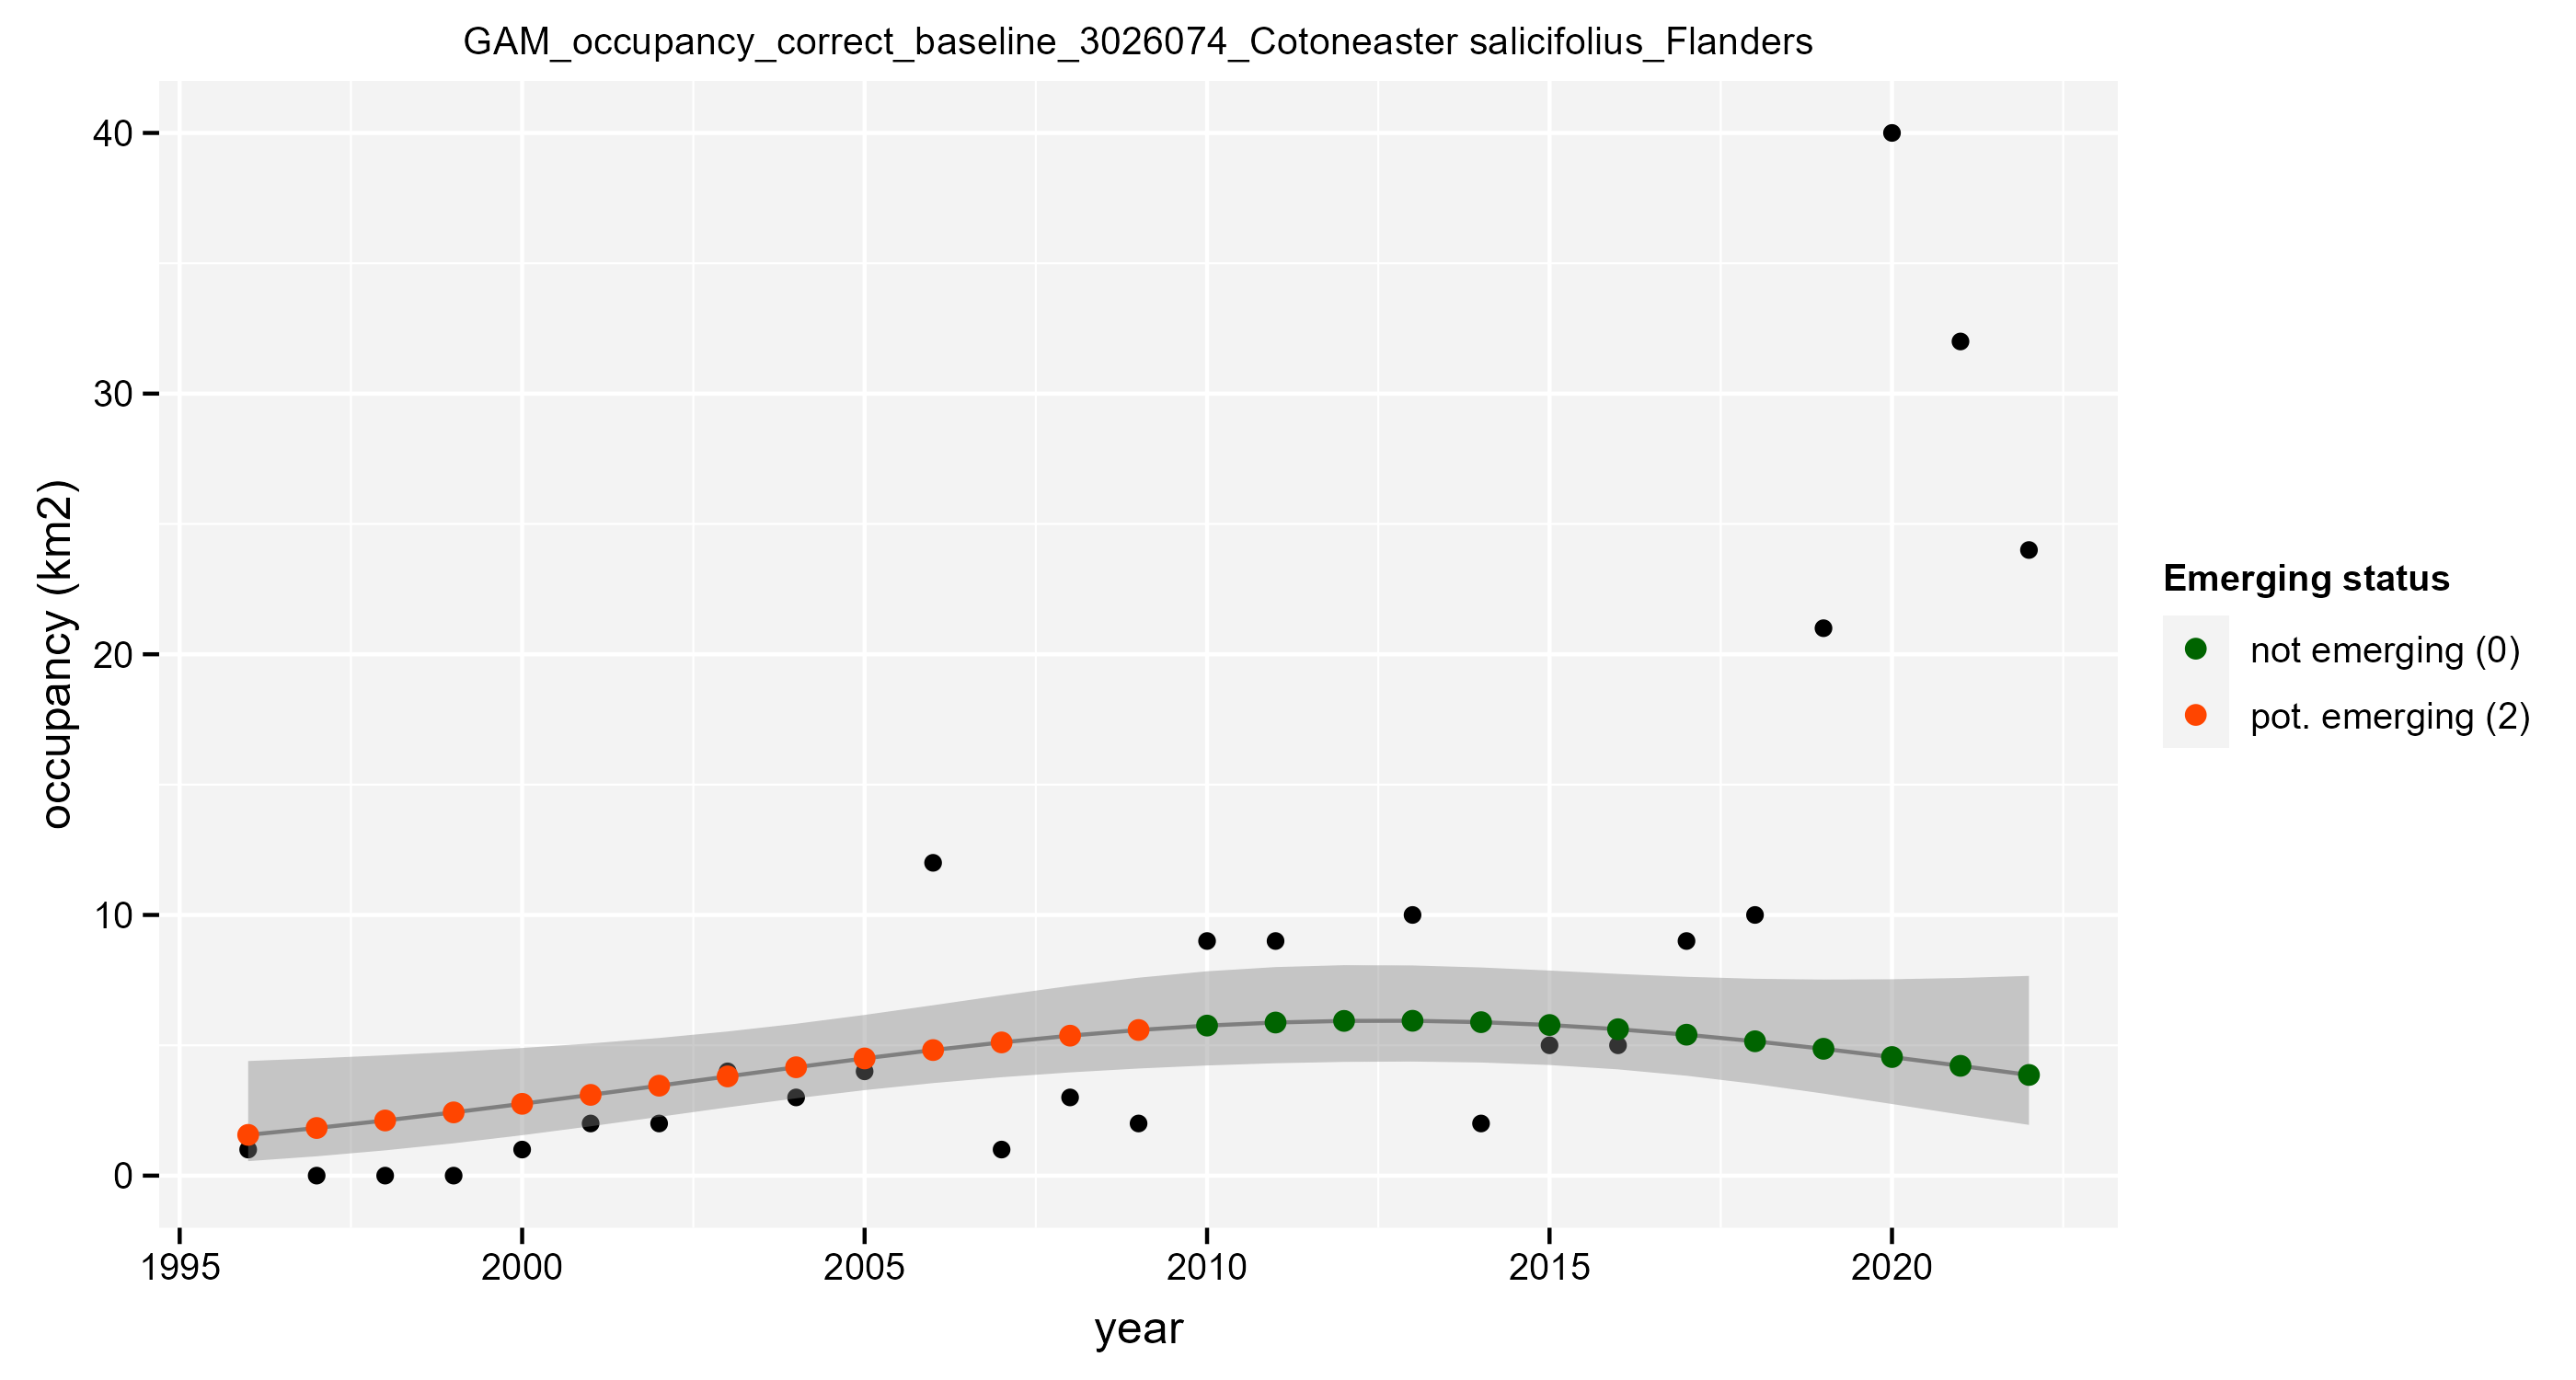 GAM_occupancy_correct_baseline_3026074_Cotoneaster salicifolius_Flanders
occupancy (km2)
40
30
20
10
0
1995 2000 2005 2010 2015 2020
year
Emerging status
not emerging (0)
pot. emerging (2)